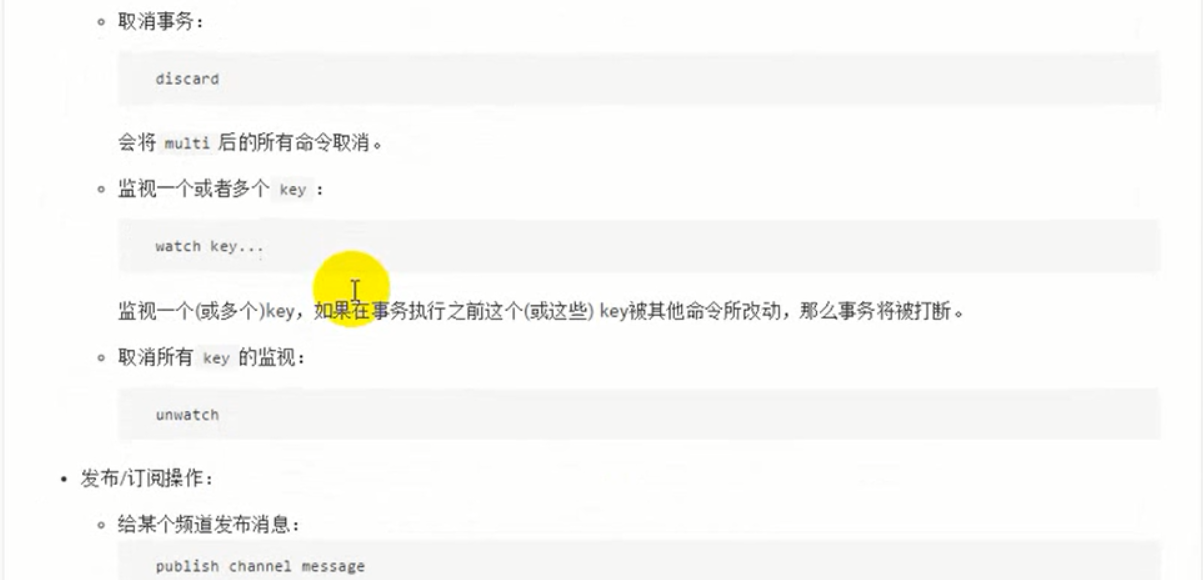 取消事务：
discard
会将 multi 后的所有命令取消。
监视一个或者多个 key ：
watch key...
监视一个(或多个)key，如果在事务执行之前这个(或这些) key被其他命令所改动，那么事务将被打断。
取消所有 key 的监视：
unwatch
发布/订阅操作：
给某个频道发布消息：
publish channel message